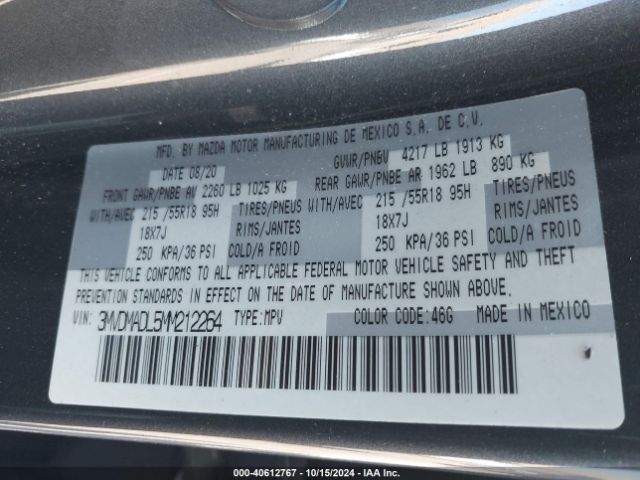 MFD. BY MAZDA MOTOR MANUFACTURING DE MEXICO S.A. DE C.V.
DATE 08/20 GVWR/PNBV 4217 LB 1913 KG
FRONT GAWR/PNBE AV 2260 LB 1025 KG REAR GAWR/PNBE AR 1962 LB 890 KG
WITH/AVEC 215 /55R18 95H TIRES/PNEUS WITH/AVEC 215 /55R18 95H TIRES/PNEUS
18X7J RIMS/JANTES 18X7J RIMS/JANTES
250 KPA/36 PSI COLD/A FROID 250 KPA/36 PSI COLD/A FROID
THIS VEHICLE CONFORMS TO ALL APPLICABLE FEDERAL MOTOR VEHICLE SAFETY AND THEFT
PREVENTION STANDARDS IN EFFECT ON THE DATE OF MANUFACTURE SHOWN ABOVE.
VIN: 3MVDMADL5MM212264 TYPE:MPV COLOR CODE:46G MADE IN MEXICO
000-40612767 - 10/15/2024 - IAA Inc.